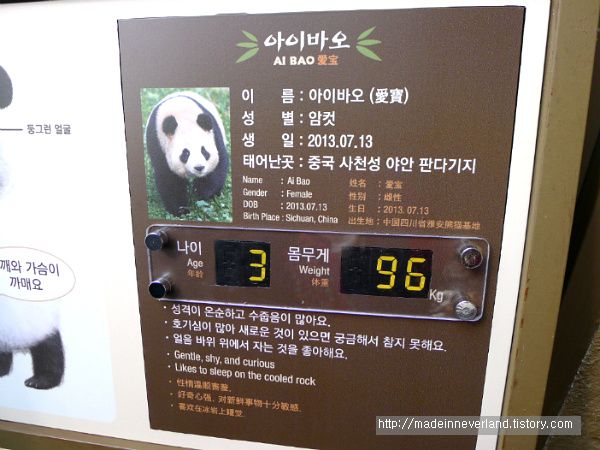 아이바오
AI BAO 愛宝
이 름 : 아이바오 (愛寶)
성 별 : 암컷
생 일 : 2013.07.13
태어난곳 : 중국 사천성 야안 판다기지
Name : Ai Bao
Gender : Female
DOB : 2013.07.13
Birth Place : Sichuan, China
姓名 : 愛宝
性别 : 雌性
生日 : 2013. 07.13
出生地 : 中国四川省雅安熊猫基地
둥그런 얼굴
깨와 가슴이
까매요
나이
Age
年龄
3
몸무게
Weight
体重
96
Kg
· 성격이 온순하고 수줍음이 많아요.
· 호기심이 많아 새로운 것이 있으면 궁금해서 참지 못해요.
· 얼음 바위 위에서 자는 것을 좋아해요.
· Gentle, shy, and curious
· Likes to sleep on the cooled rock
· 性情温顺害羞.
· 好奇心强, 对新鲜事物十分敏感.
· 喜欢在冰岩上睡觉.
http://madeinneverland.tistory.com